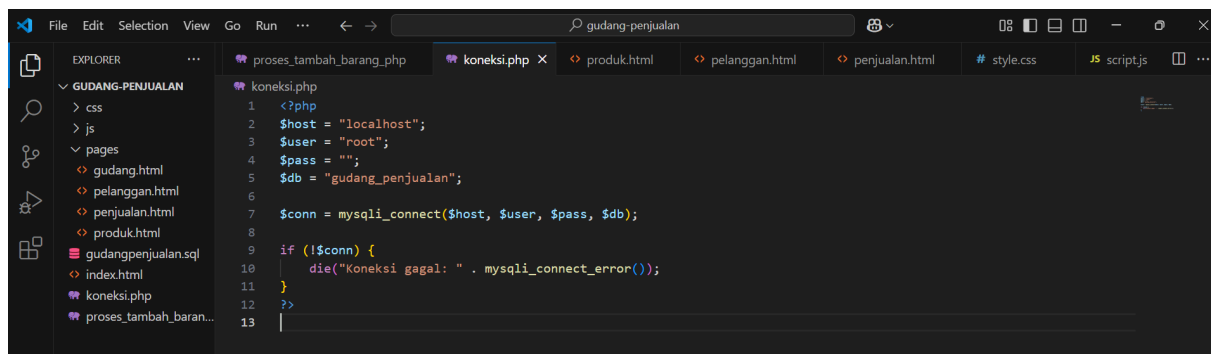 File Edit Selection View Go Run ··· gudang-penjualan
EXPLORER ···
GUDANG-PENJUALAN
css
js
pages
gudang.html
pelanggan.html
penjualan.html
produk.html
gudangpenjualan.sql
index.html
koneksi.php
proses_tambah_baran...
proses_tambah_barang_php koneksi.php produk.html pelanggan.html penjualan.html # style.css JS script.js ···
koneksi.php
1 <?php
2 $host = "localhost";
3 $user = "root";
4 $pass = "";
5 $db = "gudang_penjualan";
6
7 $conn = mysqli_connect($host, $user, $pass, $db);
8
9 if (!$conn) {
10 die("Koneksi gagal: " . mysqli_connect_error());
11 }
12 ?>
13